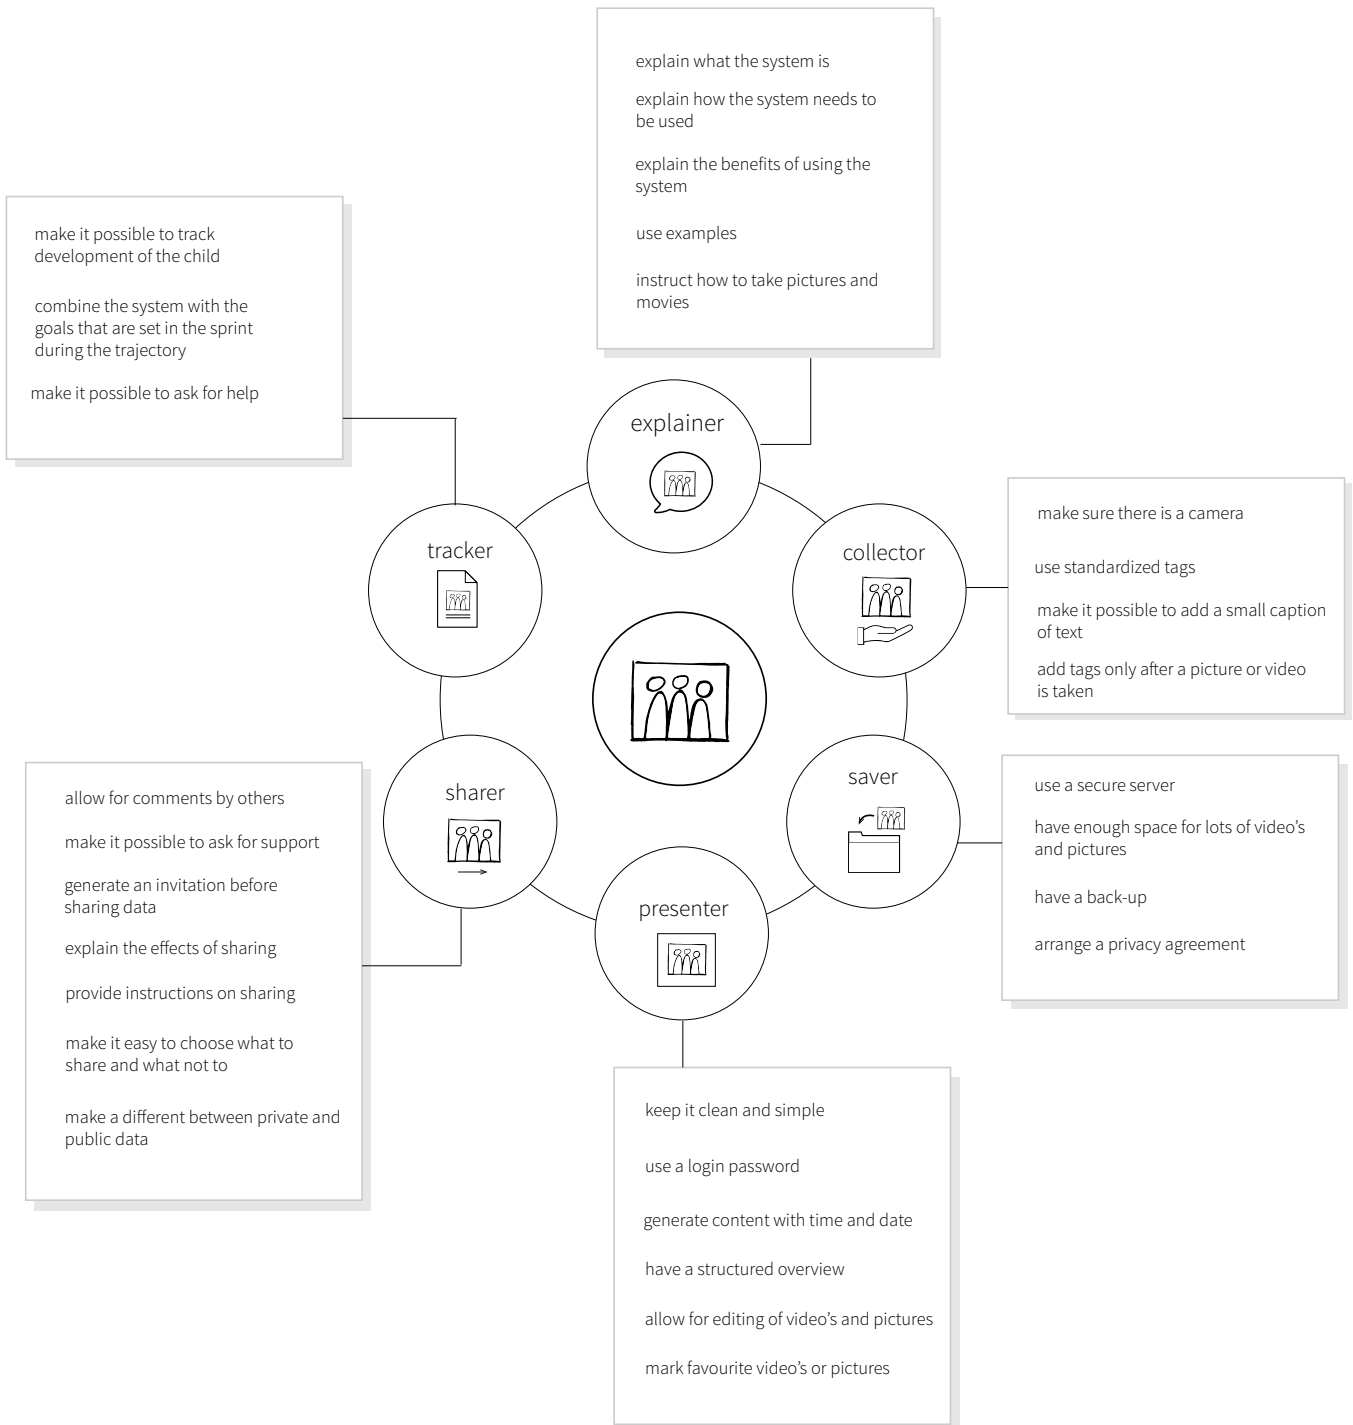 explain what the system is
explain how the system needs to
be used
explain the benefits of using the
system
use examples
instruct how to take pictures and
movies
explainer
make it possible to track
development of the child
combine the system with the
goals that are set in the sprint
during the trajectory
make it possible to ask for help
tracker
collector
make sure there is a camera
use standardized tags
make it possible to add a small caption
of text
add tags only after a picture or video
is taken
saver
use a secure server
have enough space for lots of video's
and pictures
have a back-up
arrange a privacy agreement
sharer
allow for comments by others
make it possible to ask for support
generate an invitation before
sharing data
explain the effects of sharing
provide instructions on sharing
make it easy to choose what to
share and what not to
make a different between private and
public data
presenter
keep it clean and simple
use a login password
generate content with time and date
have a structured overview
allow for editing of video's and pictures
mark favourite video's or pictures